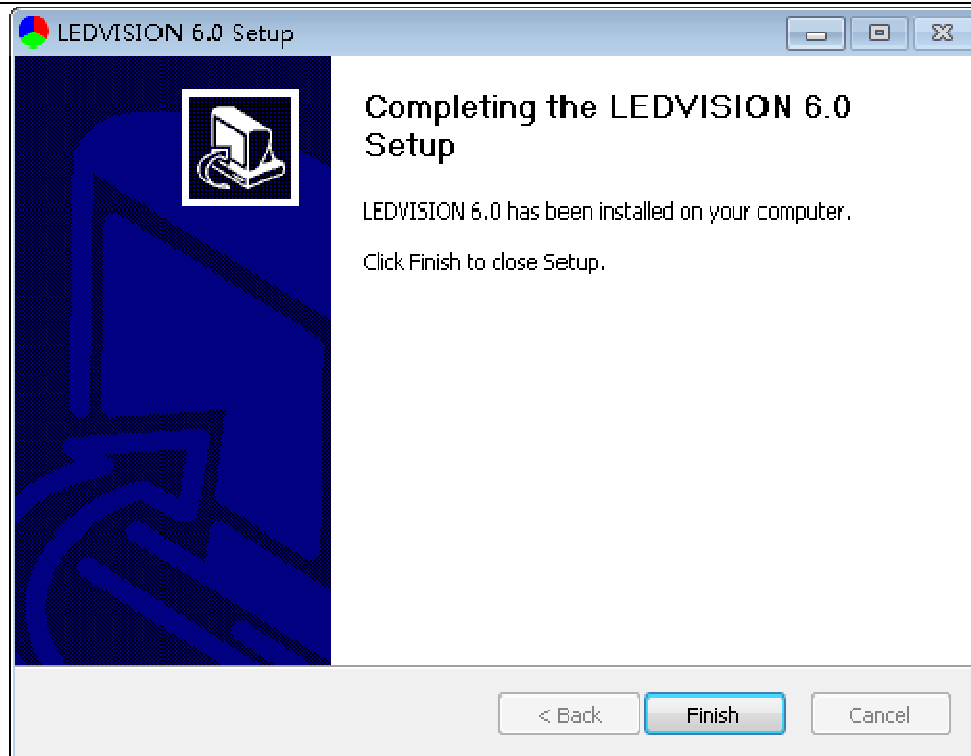 LEDVISION 6.0 Setup
Completing the LEDVISION 6.0
Setup
LEDVISION 6.0 has been installed on your computer.
Click Finish to close Setup.
< Back
Finish
Cancel